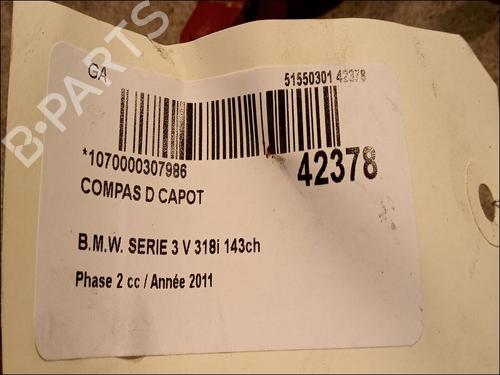 GA
51550301 42378
*1070000307986
42378
COMPAS D CAPOT
B.M.W. SERIE 3 V 318i 143ch
Phase 2 cc / Année 2011
B-PARTS